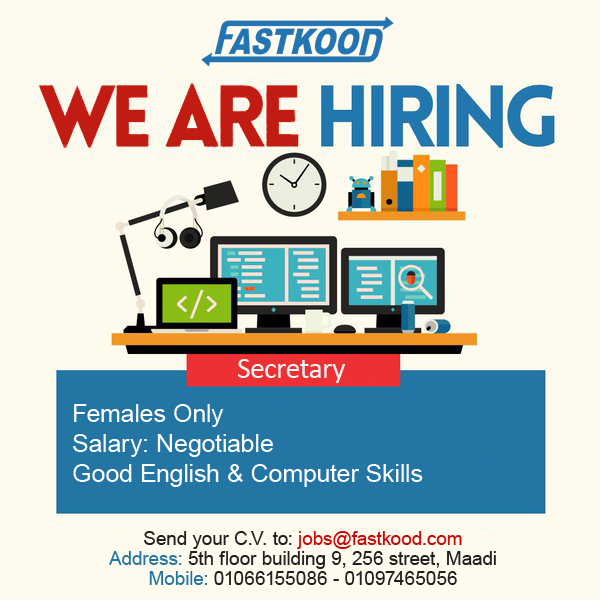 FASTKOOD
WE ARE HIRING
</>
Secretary
Females Only
Salary: Negotiable
Good English & Computer Skills
Send your C.V. to: jobs@fastkood.com
Address: 5th floor building 9, 256 street, Maadi
Mobile: 01066155086 - 01097465056